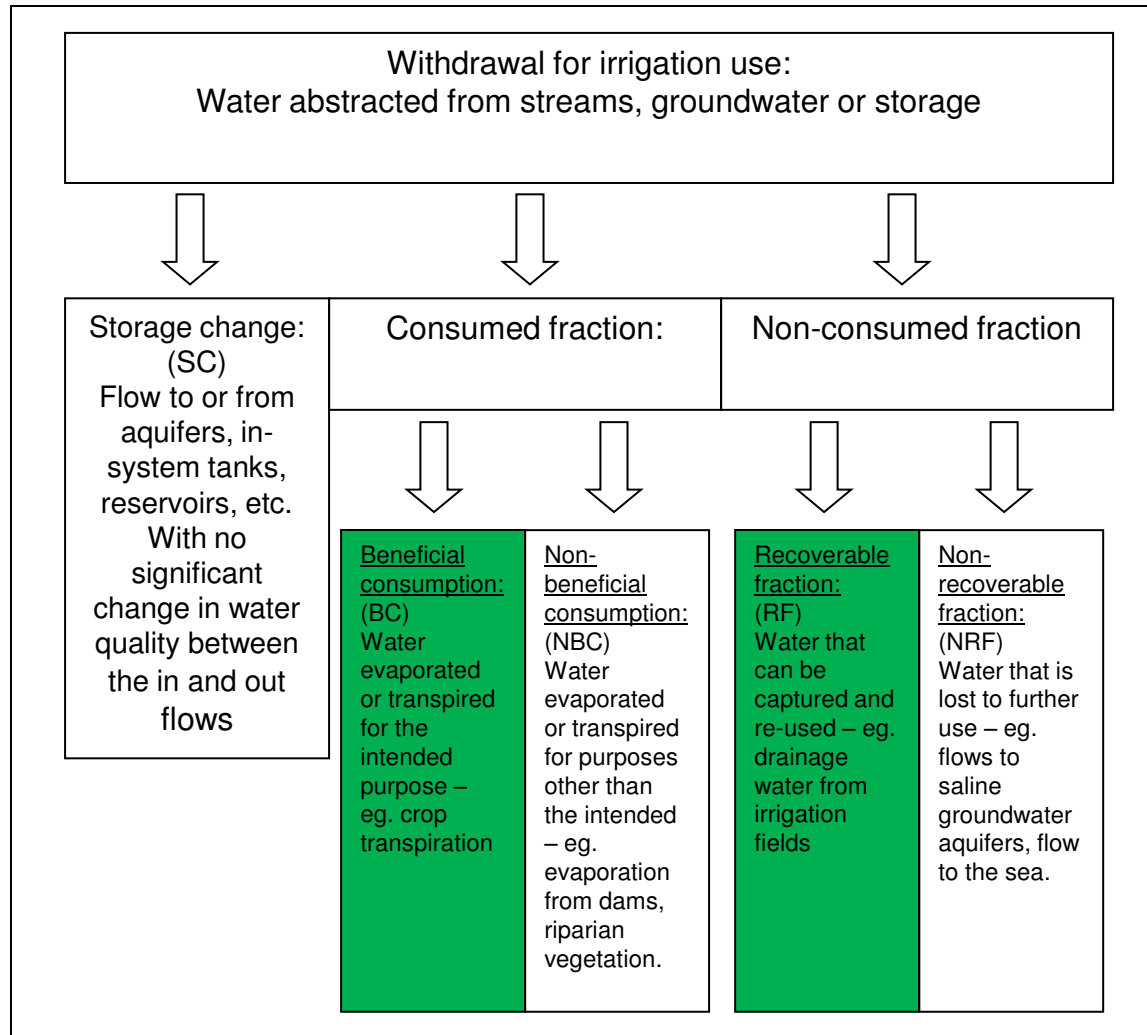 Withdrawal for irrigation use:
Water abstracted from streams, groundwater or storage
Storage change:
(SC)
Flow to or from
aquifers, in-
system tanks,
reservoirs, etc.
With no
significant
change in water
quality between
the in and out
flows
Consumed fraction:
Non-consumed fraction
Beneficial
consumption:
(BC)
Water
evaporated
or transpired
for the
intended
purpose –
eg. crop
transpiration
Non-
beneficial
consumption:
(NBC)
Water
evaporated
or transpired
for purposes
other than
the intended
– eg.
evaporation
from dams,
riparian
vegetation.
Recoverable
fraction:
(RF)
Water that
can be
captured and
re-used – eg.
drainage
water from
irrigation
fields
Non-
recoverable
fraction:
(NRF)
Water that is
lost to further
use – eg.
flows to
saline
groundwater
aquifers, flow
to the sea.